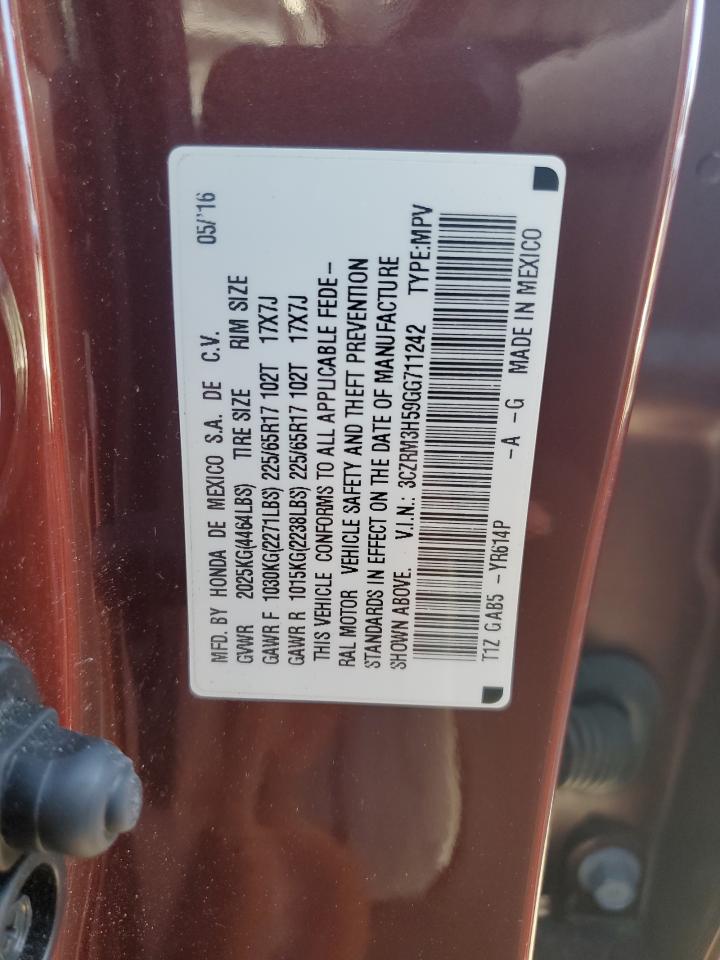 MFD. BY HONDA DE MEXICO S.A. DE C.V. 05/'16
GVWR 2025KG(4464LBS) TIRE SIZE RIM SIZE
GAWR F 1030KG(2271LBS) 225/65R17 102T 17X7J
GAWR R 1015KG(2238LBS) 225/65R17 102T 17X7J
THIS VEHICLE CONFORMS TO ALL APPLICABLE FEDE–
RAL MOTOR VEHICLE SAFETY AND THEFT PREVENTION
STANDARDS IN EFFECT ON THE DATE OF MANUFACTURE
SHOWN ABOVE. V.I.N.: 3CZRM3H59GG711242 TYPE:MPV
T1Z GAB5 -YR614P -A -G MADE IN MEXICO